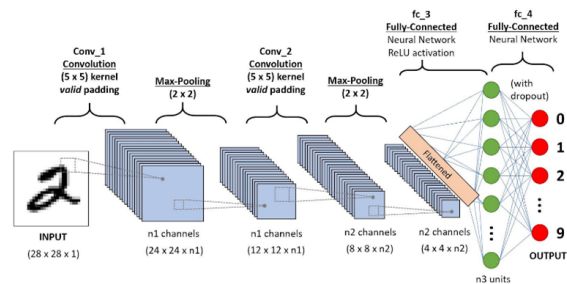 fc_3
Fully-Connected
Neural Network
ReLU activation
fc_4
Fully-Connected
Neural Network
Conv_1
Convolution
(5 x 5) kernel
valid padding
Max-Pooling
(2 x 2)
Conv_2
Convolution
(5 x 5) kernel
valid padding
Max-Pooling
(2 x 2)
(with
dropout)
0
1
2
9
Flattened
2
INPUT
(28 x 28 x 1)
n1 channels
(24 x 24 x n1)
n1 channels
(12 x 12 x n1)
n2 channels
(8 x 8 x n2)
n2 channels
(4 x 4 x n2)
OUTPUT
n3 units